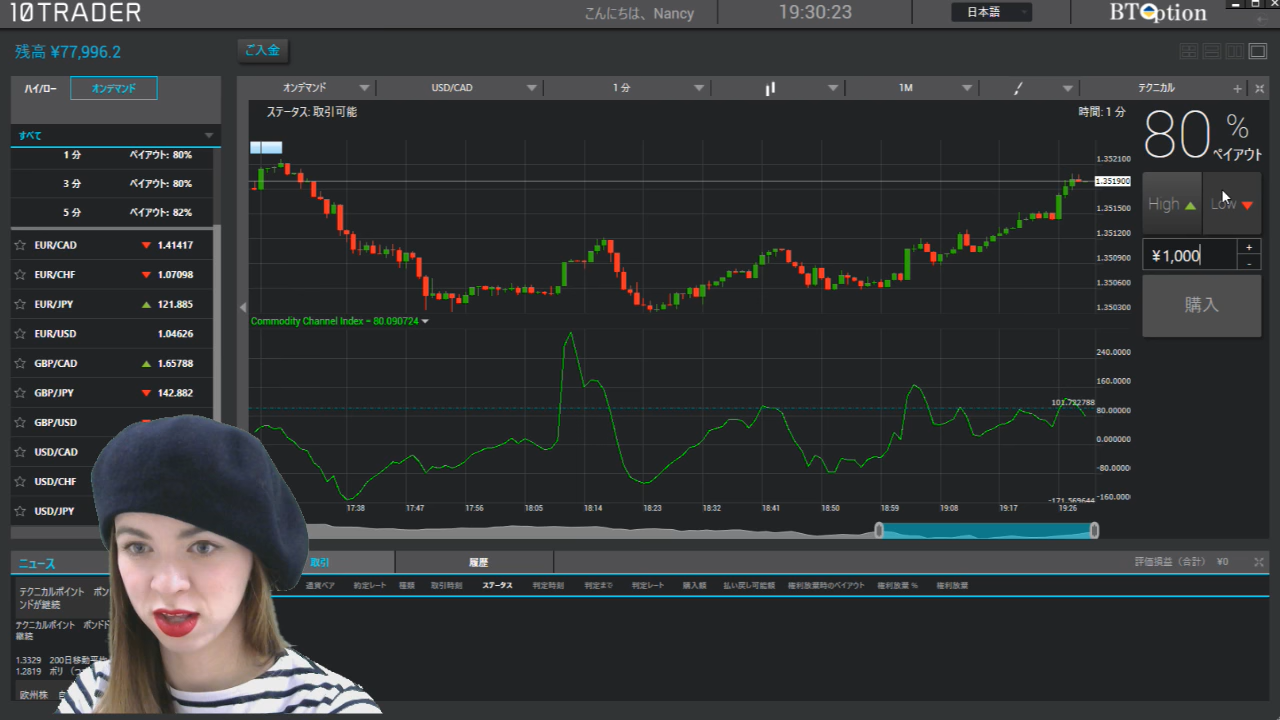 10TRADER
こんにちは、Nancy
19:30:23
日本語
BTOption
残高 ¥77,996.2
ご入金
ハイ/ロー オンデマンド
すべて
1 分 ペイアウト: 80%
3 分 ペイアウト: 80%
5 分 ペイアウト: 82%
EUR/CAD 1.41417
EUR/CHF 1.07098
EUR/JPY 121.885
EUR/USD 1.04626
GBP/CAD 1.65788
GBP/JPY 142.882
GBP/USD
USD/CAD
USD/CHF
USD/JPY
オンデマンド USD/CAD 1 分 1M テクニカル
ステータス: 取引可能
時間: 1 分
1.352100
1.351900
1.351500
1.351200
1.350900
1.350600
1.350300
Commodity Channel Index = 80.090724
240.0000
160.0000
101.722788
80.00000
0.000000
-80.0000
-171.569644
-160.0000
17:38 17:47 17:56 18:05 18:14 18:23 18:32 18:41 18:50 18:59 19:08 19:17 19:26
80 %
ペイアウト
High Low
¥1,000
+
-
購入
ニュース
取引 履歴
評価損益（合計） ¥0
通貨ペア 約定レート 種類 取引時刻 ステータス 判定時刻 判定まで 判定レート 購入額 払い戻し可能額 権利放棄時のペイアウト 権利放棄 % 権利放棄
テクニカルポイント ポン
ンドが継続
テクニカルポイント ポンドド
継続
1.3329 200日移動平均
1.2819 ボリ
欧州株